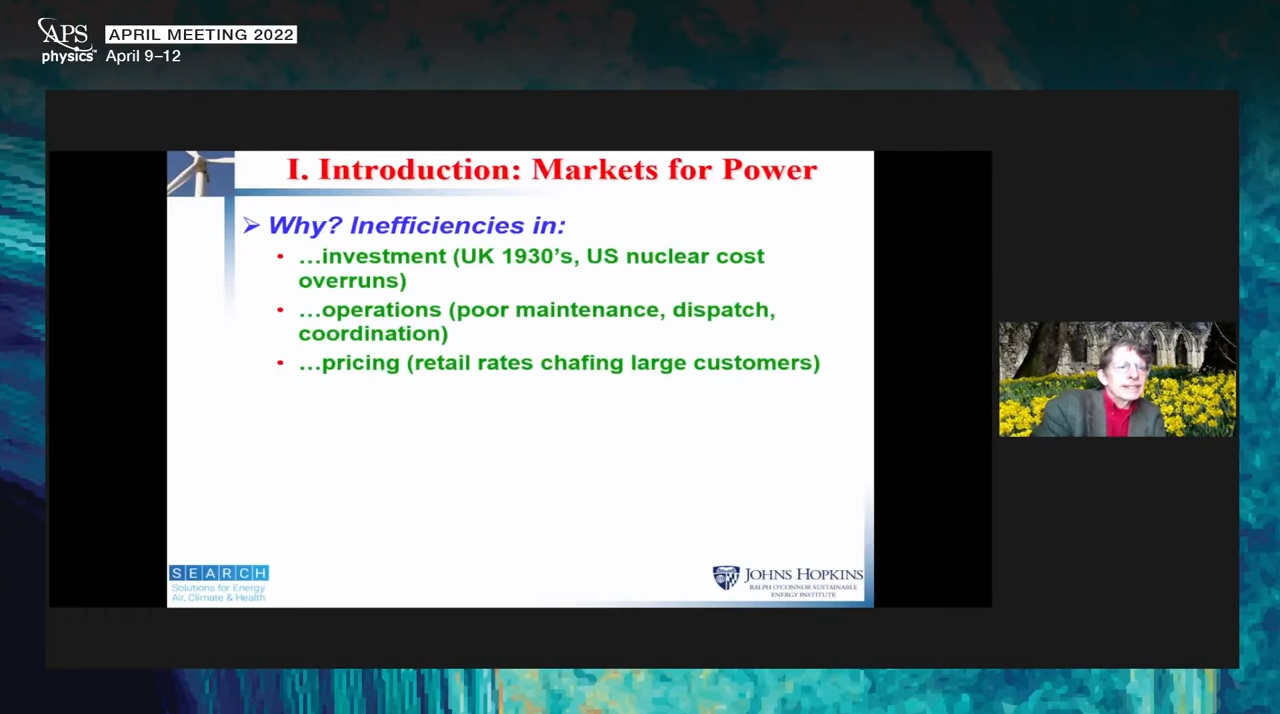 APS
physics™
APRIL MEETING 2022
April 9–12
I. Introduction: Markets for Power
➢ Why? Inefficiencies in:
• …investment (UK 1930’s, US nuclear cost
overruns)
• …operations (poor maintenance, dispatch,
coordination)
• …pricing (retail rates chafing large customers)
SEARCH
Solutions for Energy
Air, Climate & Health
JOHNS HOPKINS
RALPH O’CONNOR SUSTAINABLE
ENERGY INSTITUTE